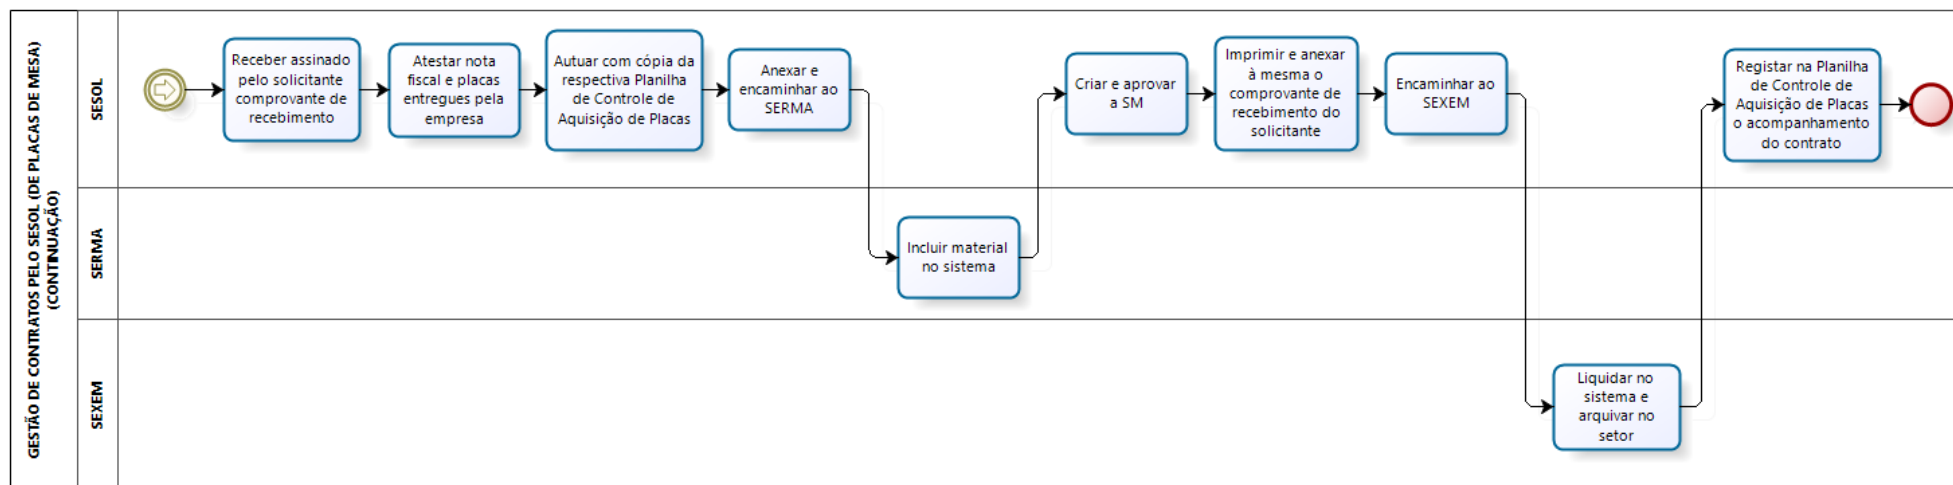 GESTÃO DE CONTRATOS PELO SESOL (DE PLACAS DE MESA)
(CONTINUAÇÃO)
SESOL
Receber assinado
pelo solicitante
comprovante de
recebimento
Atestar nota
fiscal e placas
entregues pela
empresa
Autuar com cópia da
respectiva Planilha
de Controle de
Aquisição de Placas
Anexar e
encaminhar ao
SERMA
Criar e aprovar
a SM
Imprimir e anexar
à mesma o
comprovante de
recebimento do
solicitante
Encaminhar ao
SEXEM
Registar na Planilha
de Controle de
Aquisição de Placas
o acompanhamento
do contrato
SERMA
Incluir material
no sistema
SEXEM
Liquidar no
sistema e
arquivar no
setor